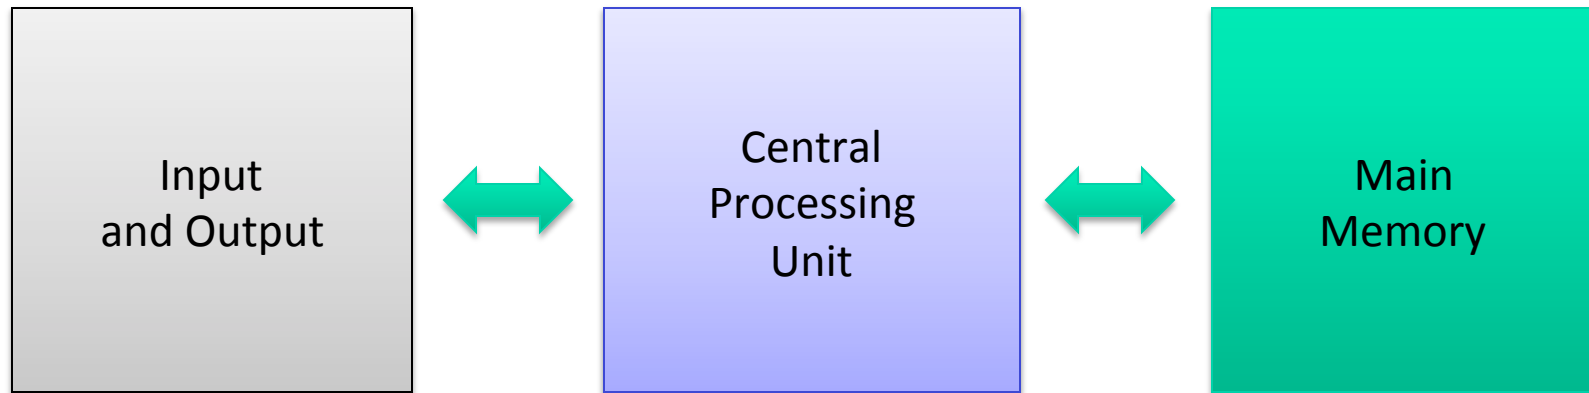 Input
and Output
Central
Processing
Unit
Main
Memory